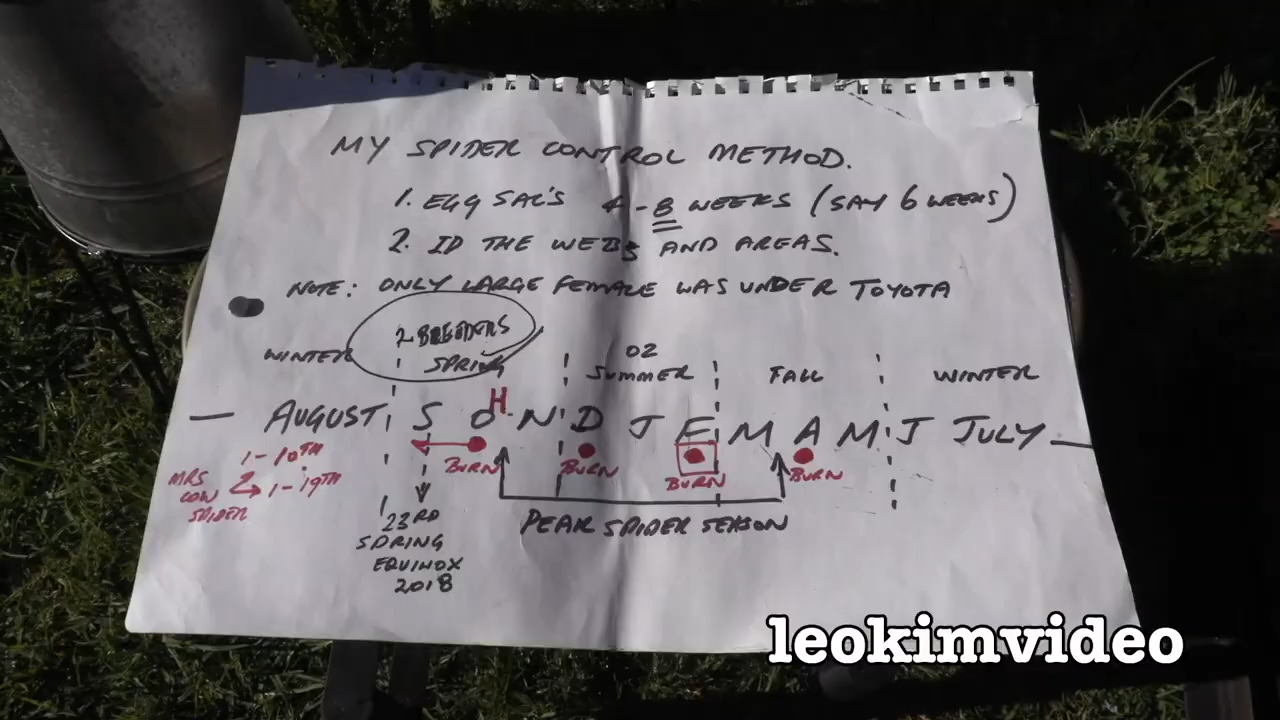 MY SPIDER CONTROL METHOD.
1. EGG SAC'S 4-8 WEEKS (SAY 6 WEEKS)
2. ID THE WEBS AND AREAS.
NOTE: ONLY LARGE FEMALE WAS UNDER TOYOTA
2 BREEDERS
WINTER SPRING OZ SUMMER FALL WINTER
AUGUST S O N D J F M A M J JULY
H
BURN BURN BURN BURN
MRS COW SPIDER
1-10TH
1-19TH
23RD
SPRING
EQUINOX
2018
PEAK SPIDER SEASON
leokimvideo